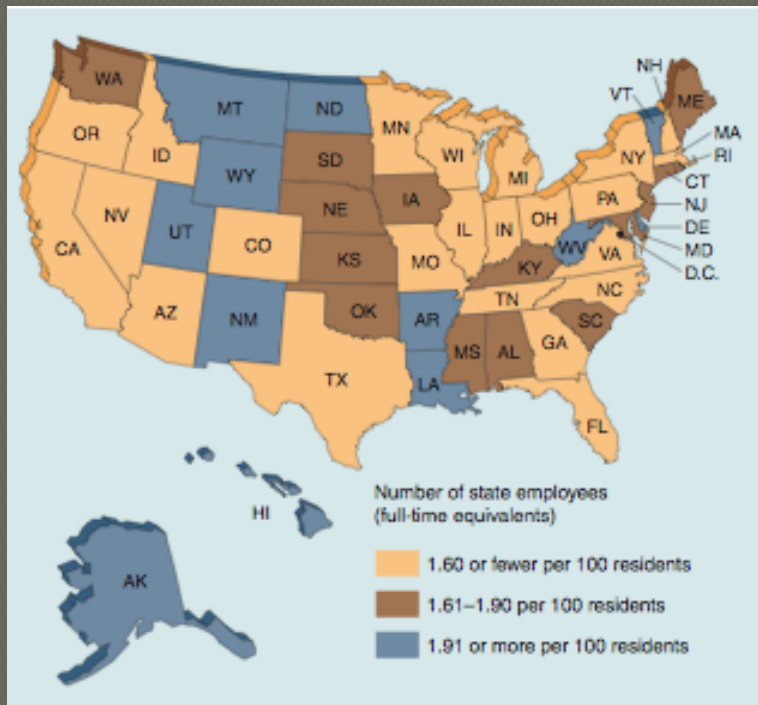 NH
WA
VT
ME
MT
ND
OR
MN
MA
ID
SD
WI
NY
RI
WY
MI
CT
IA
PA
NJ
NE
NV
OH
DE
UT
IL
IN
CO
WV
MD
CA
KS
MO
VA
KY
D.C.
NC
TN
OK
AZ
NM
AR
SC
MS
AL
GA
TX
LA
FL
HI
AK
Number of state employees
(full-time equivalents)
1.60 or fewer per 100 residents
1.61–1.90 per 100 residents
1.91 or more per 100 residents